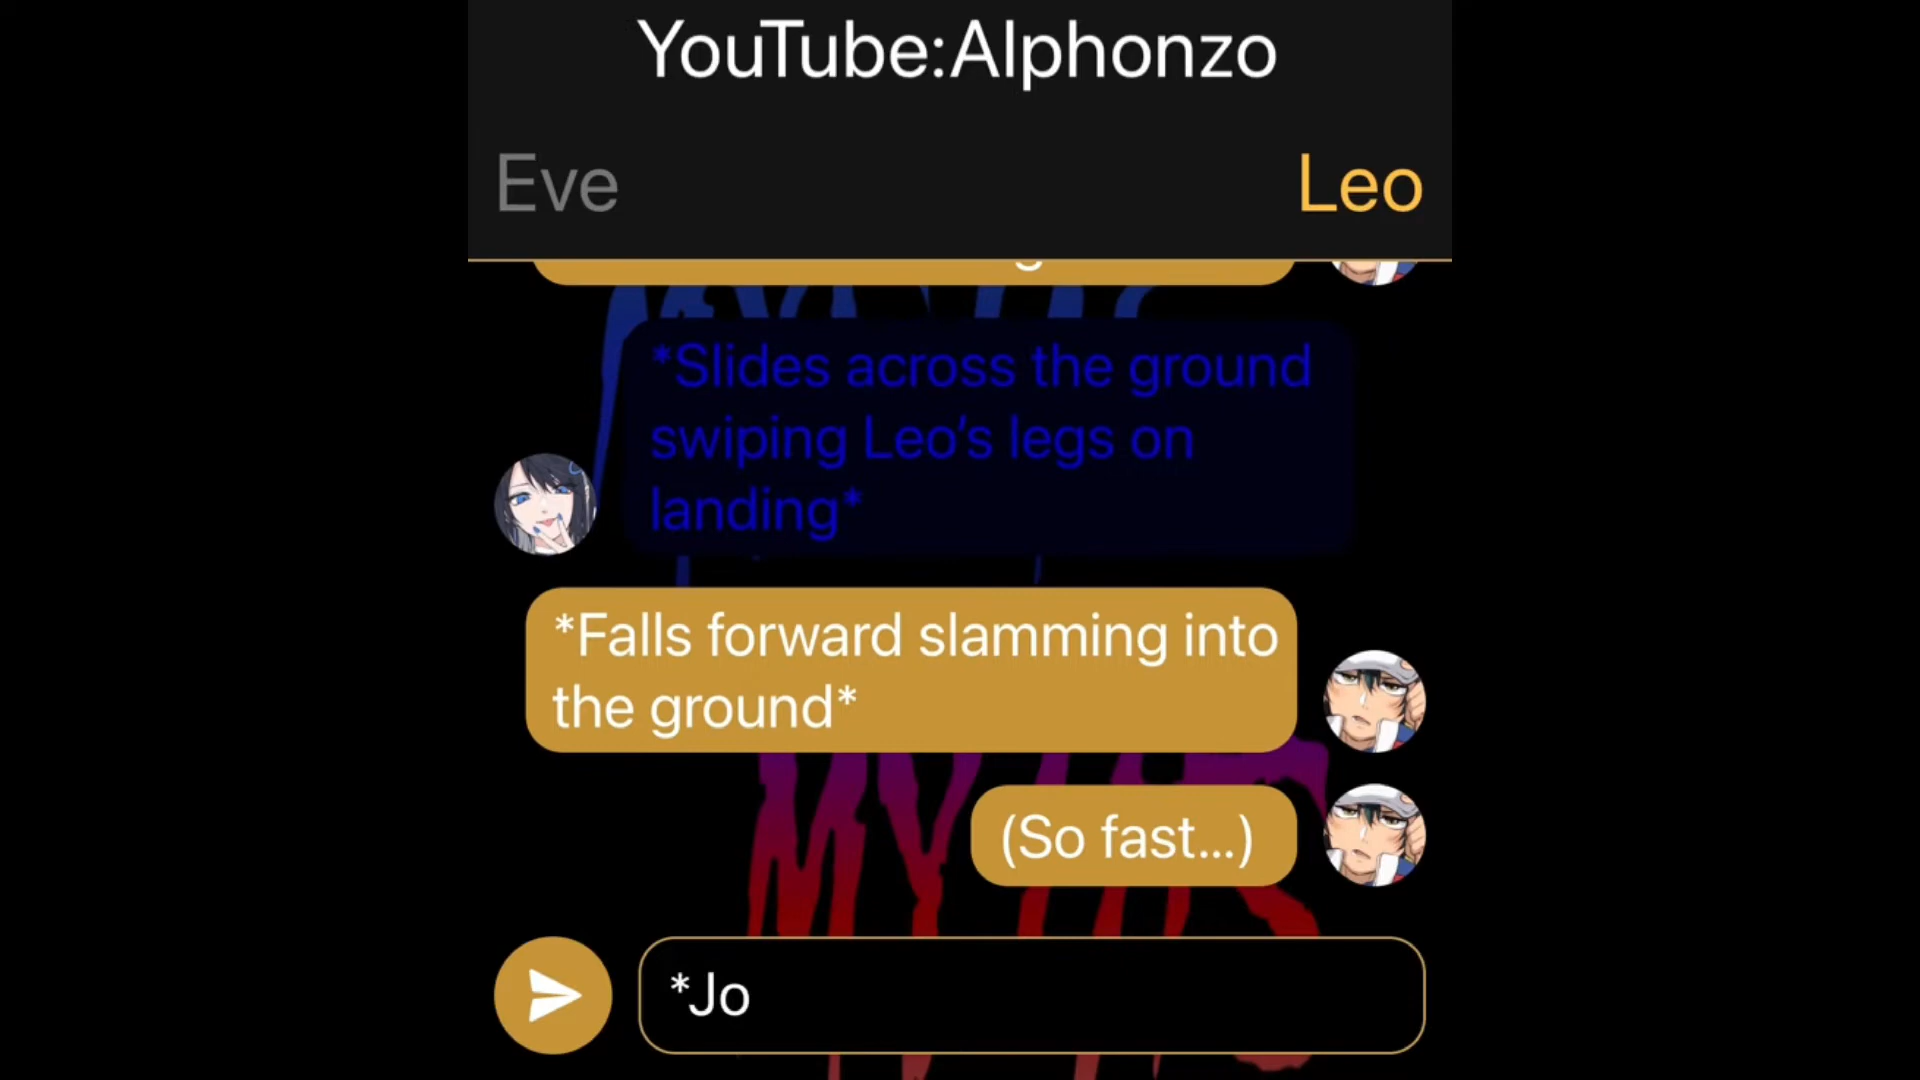 YouTube:Alphonzo
Eve
Leo
*Slides across the ground
swiping Leo’s legs on
landing*
*Falls forward slamming into
the ground*
(So fast...)
*Jo